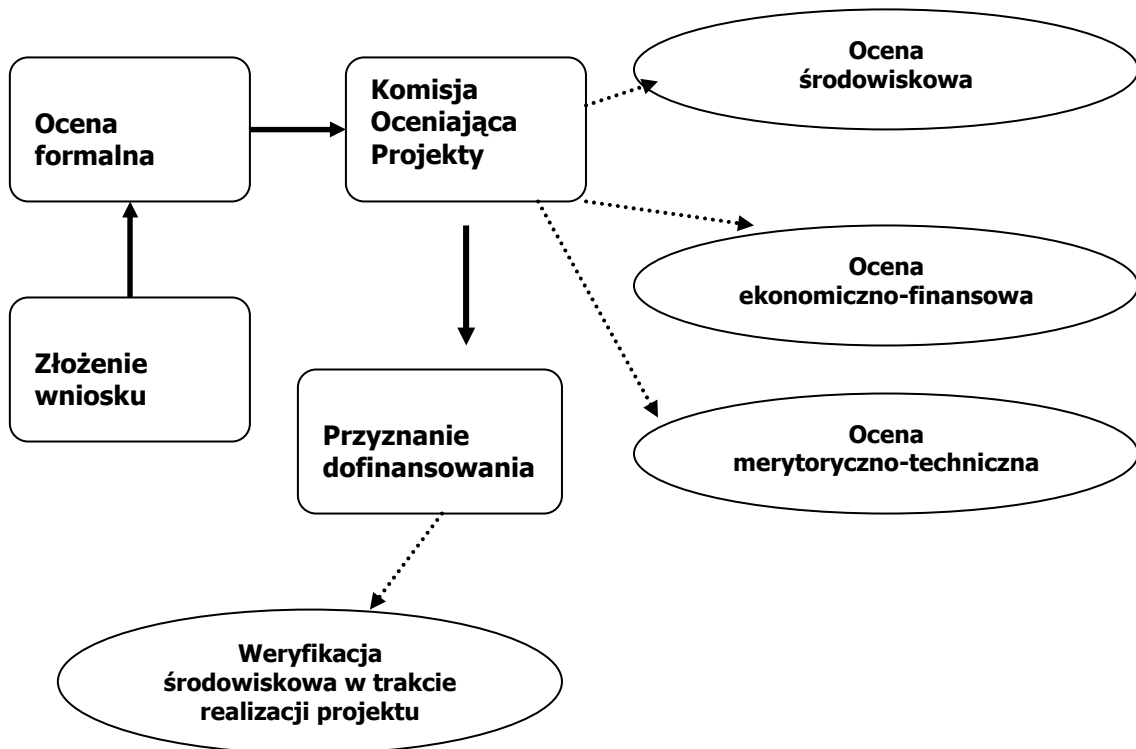 Ocena
środowiskowa
Komisja
Oceniająca
Projekty
Ocena
formalna
Ocena
ekonomiczno-finansowa
Złożenie
wniosku
Przyznanie
dofinansowania
Ocena
merytoryczno-techniczna
Weryfikacja
środowiskowa w trakcie
realizacji projektu